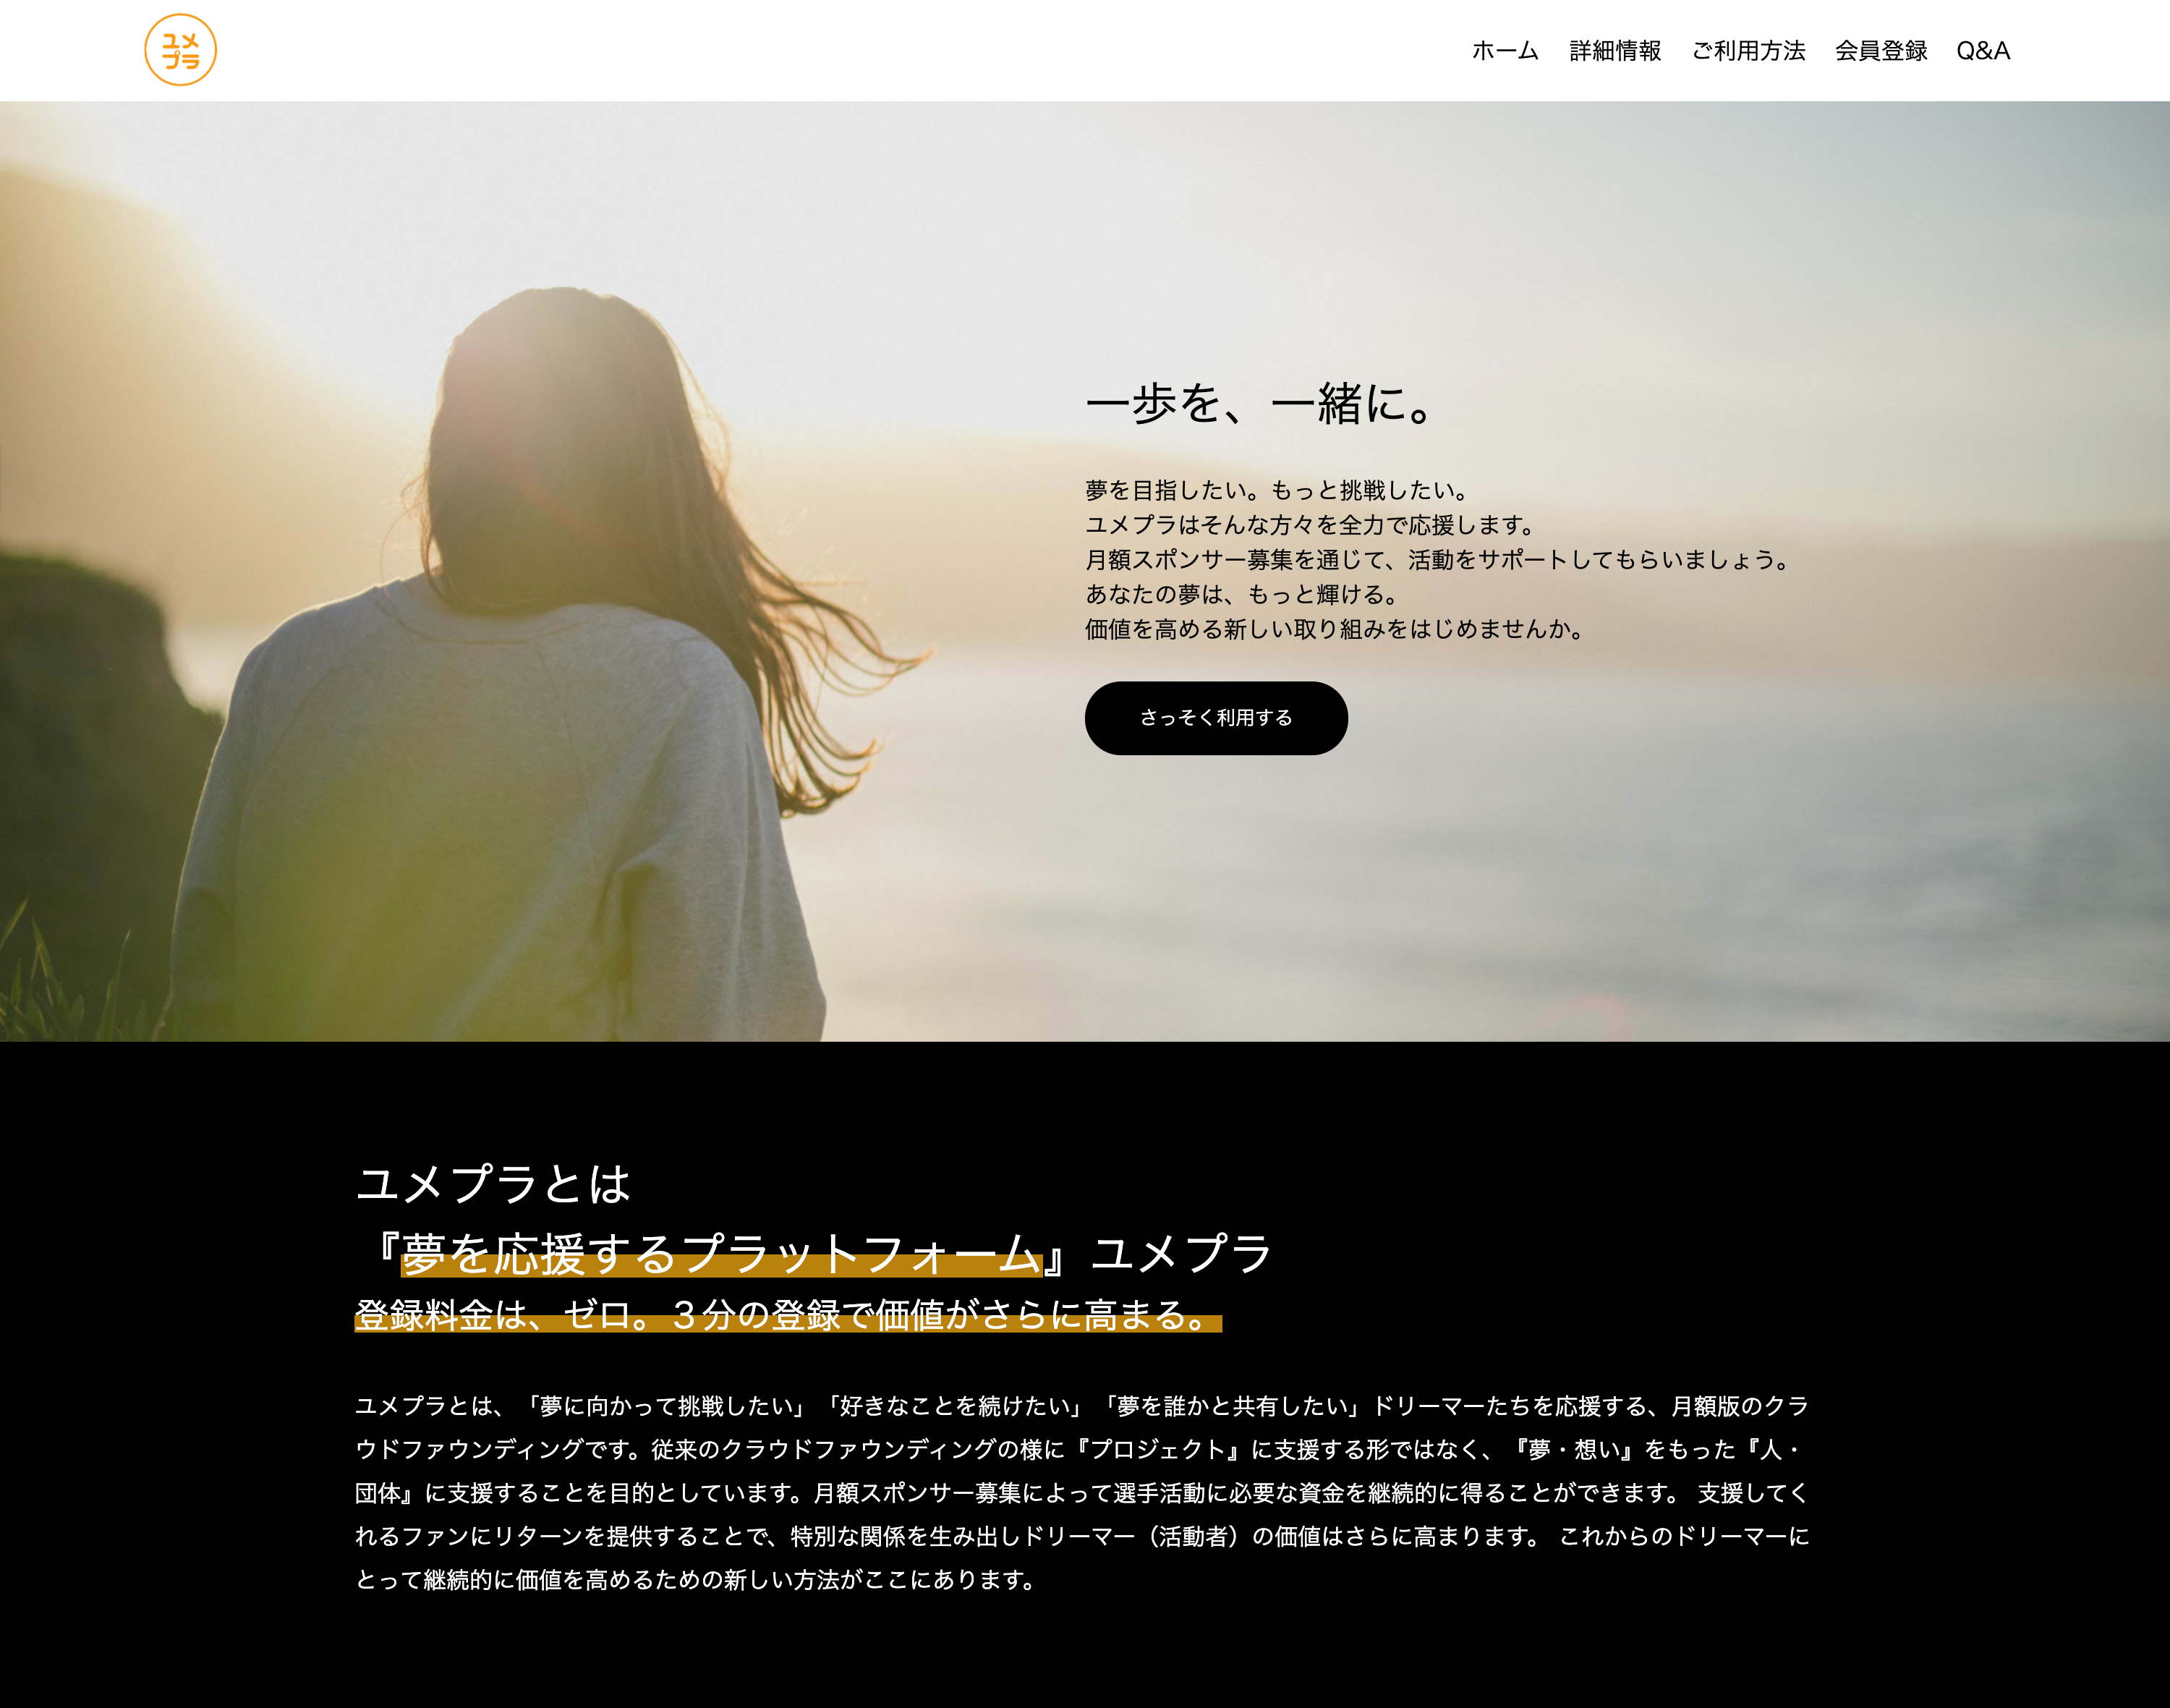 ユメ
プラ
ホーム 詳細情報 ご利用方法 会員登録 Q&A
一歩を、一緒に。
夢を目指したい。もっと挑戦したい。
ユメプラはそんな方々を全力で応援します。
月額スポンサー募集を通じて、活動をサポートしてもらいましょう。
あなたの夢は、もっと輝ける。
価値を高める新しい取り組みをはじめませんか。
さっそく利用する
ユメプラとは
『夢を応援するプラットフォーム』ユメプラ
登録料金は、ゼロ。３分の登録で価値がさらに高まる。
ユメプラとは、「夢に向かって挑戦したい」「好きなことを続けたい」「夢を誰かと共有したい」ドリーマーたちを応援する、月額版のクラ
ウドファウンディングです。従来のクラウドファウンディングの様に『プロジェクト』に支援する形ではなく、『夢・想い』をもった『人・
団体』に支援することを目的としています。月額スポンサー募集によって選手活動に必要な資金を継続的に得ることができます。 支援してく
れるファンにリターンを提供することで、特別な関係を生み出しドリーマー（活動者）の価値はさらに高まります。 これからのドリーマーに
とって継続的に価値を高めるための新しい方法がここにあります。